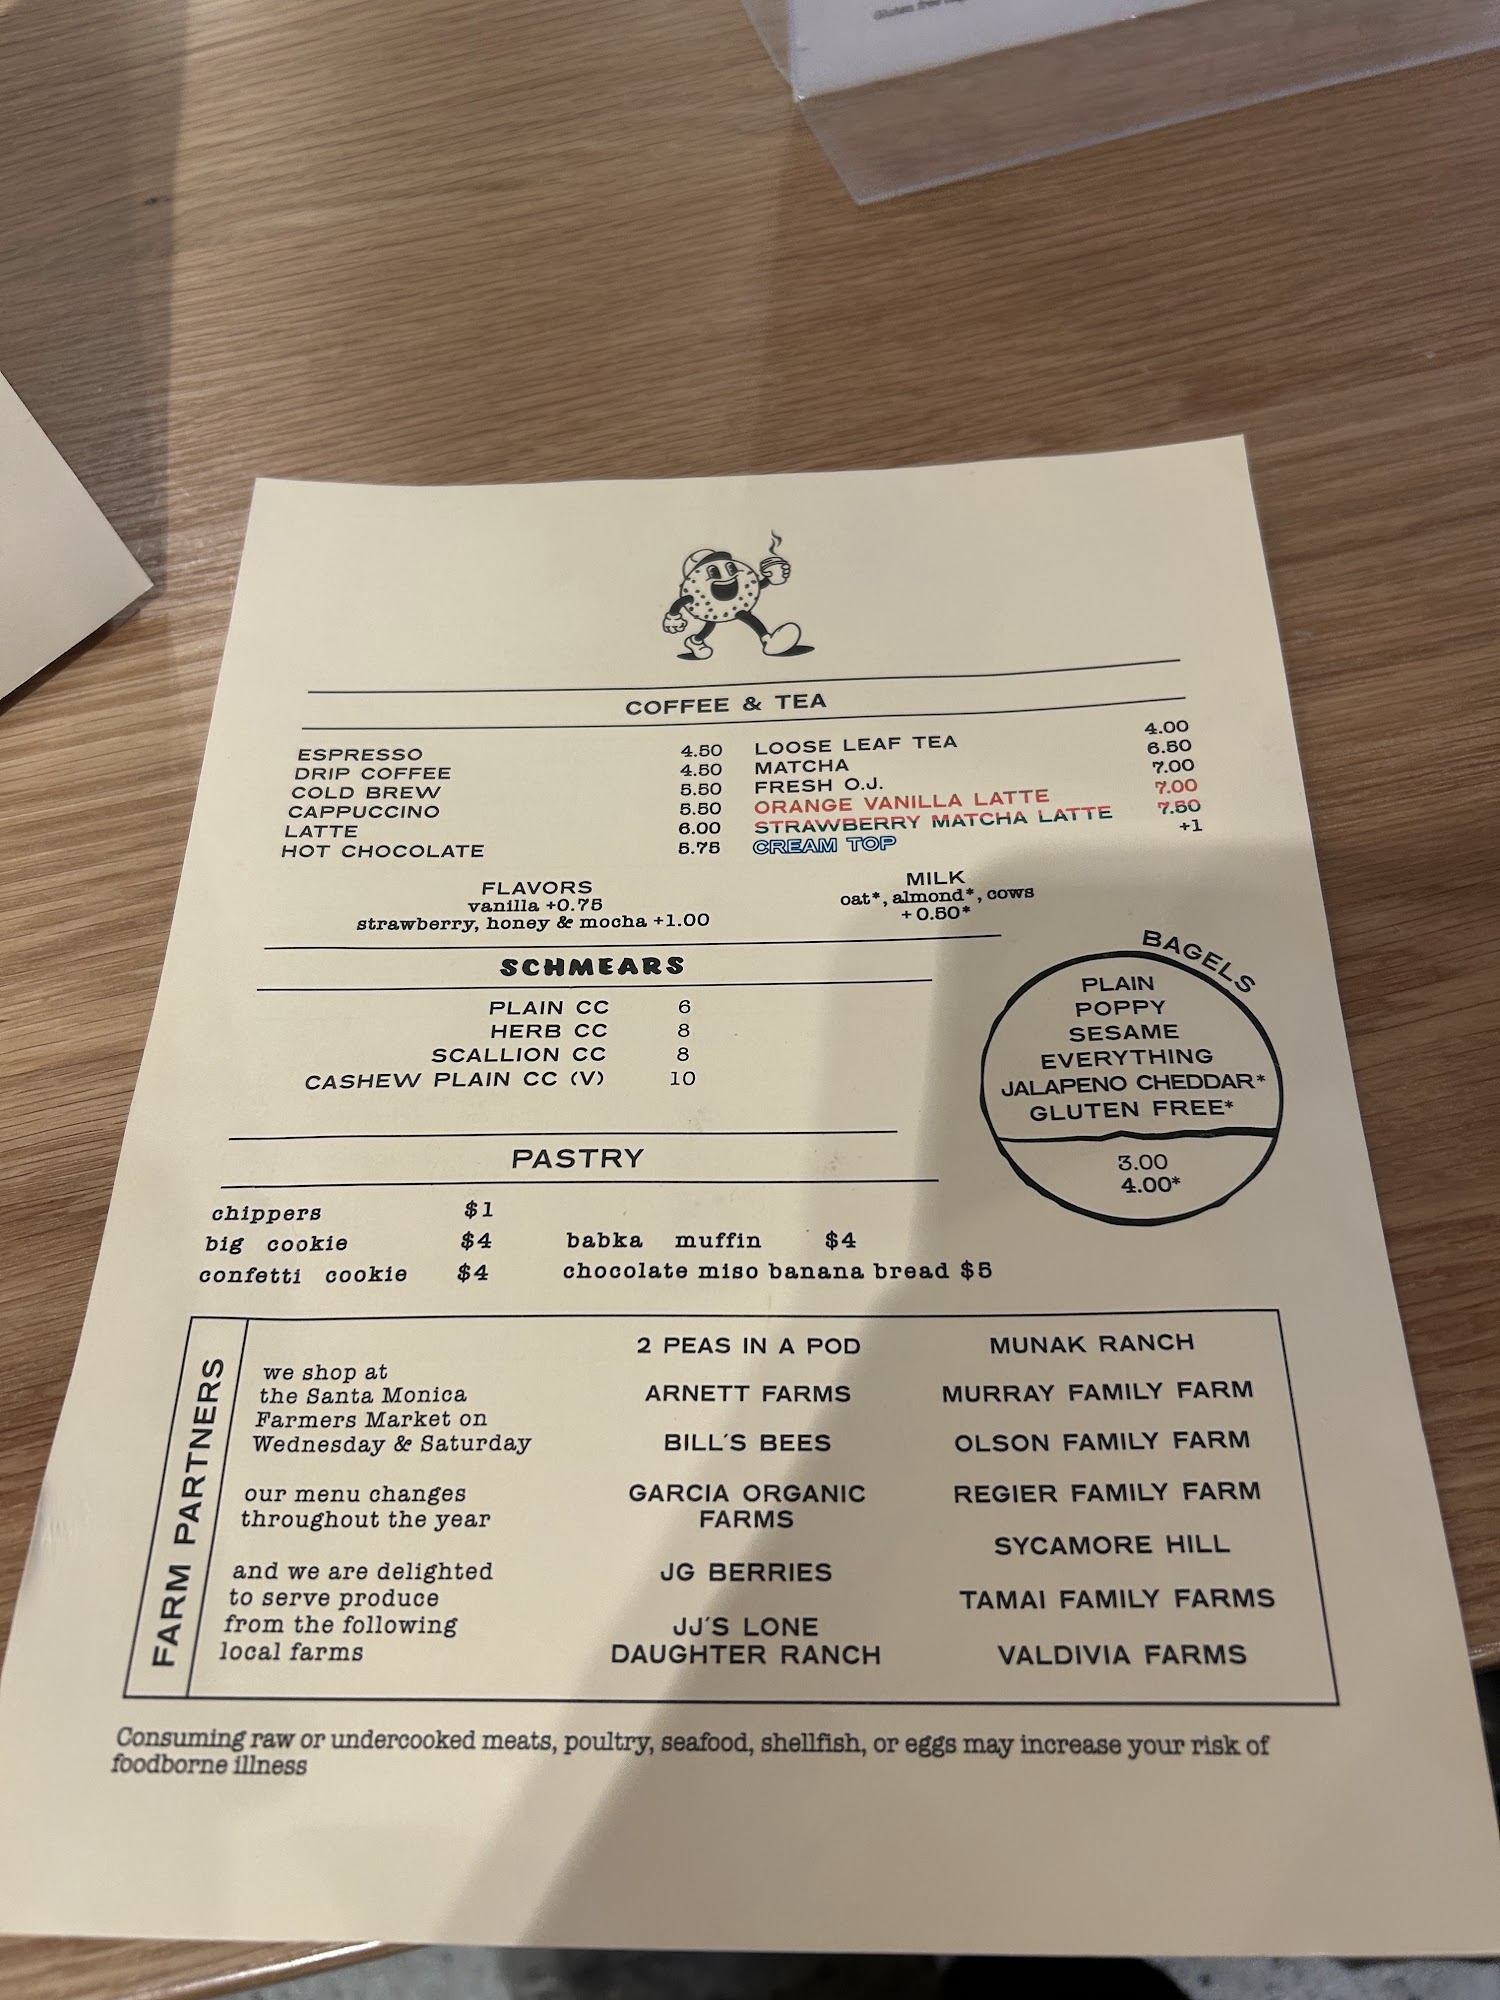 Gluten free
COFFEE & TEA
ESPRESSO 4.50
DRIP COFFEE 4.50
COLD BREW 5.50
CAPPUCCINO 5.50
LATTE 6.00
HOT CHOCOLATE 5.75
LOOSE LEAF TEA 4.00
MATCHA 6.50
FRESH O.J. 7.00
ORANGE VANILLA LATTE 7.00
STRAWBERRY MATCHA LATTE 7.50
CREAM TOP +1
FLAVORS
vanilla +0.75
strawberry, honey & mocha +1.00
MILK
oat*, almond*, cows
+ 0.50*
SCHMEARS
PLAIN CC 6
HERB CC 8
SCALLION CC 8
CASHEW PLAIN CC (V) 10
BAGELS
PLAIN
POPPY
SESAME
EVERYTHING
JALAPENO CHEDDAR*
GLUTEN FREE*
3.00
4.00*
PASTRY
chippers $1
big cookie $4
confetti cookie $4
babka muffin $4
chocolate miso banana bread $5
FARM PARTNERS
we shop at
the Santa Monica
Farmers Market on
Wednesday & Saturday
our menu changes
throughout the year
and we are delighted
to serve produce
from the following
local farms
2 PEAS IN A POD
ARNETT FARMS
BILL'S BEES
GARCIA ORGANIC
FARMS
JG BERRIES
JJ'S LONE
DAUGHTER RANCH
MUNAK RANCH
MURRAY FAMILY FARM
OLSON FAMILY FARM
REGIER FAMILY FARM
SYCAMORE HILL
TAMAI FAMILY FARMS
VALDIVIA FARMS
Consuming raw or undercooked meats, poultry, seafood, shellfish, or eggs may increase your risk of
foodborne illness